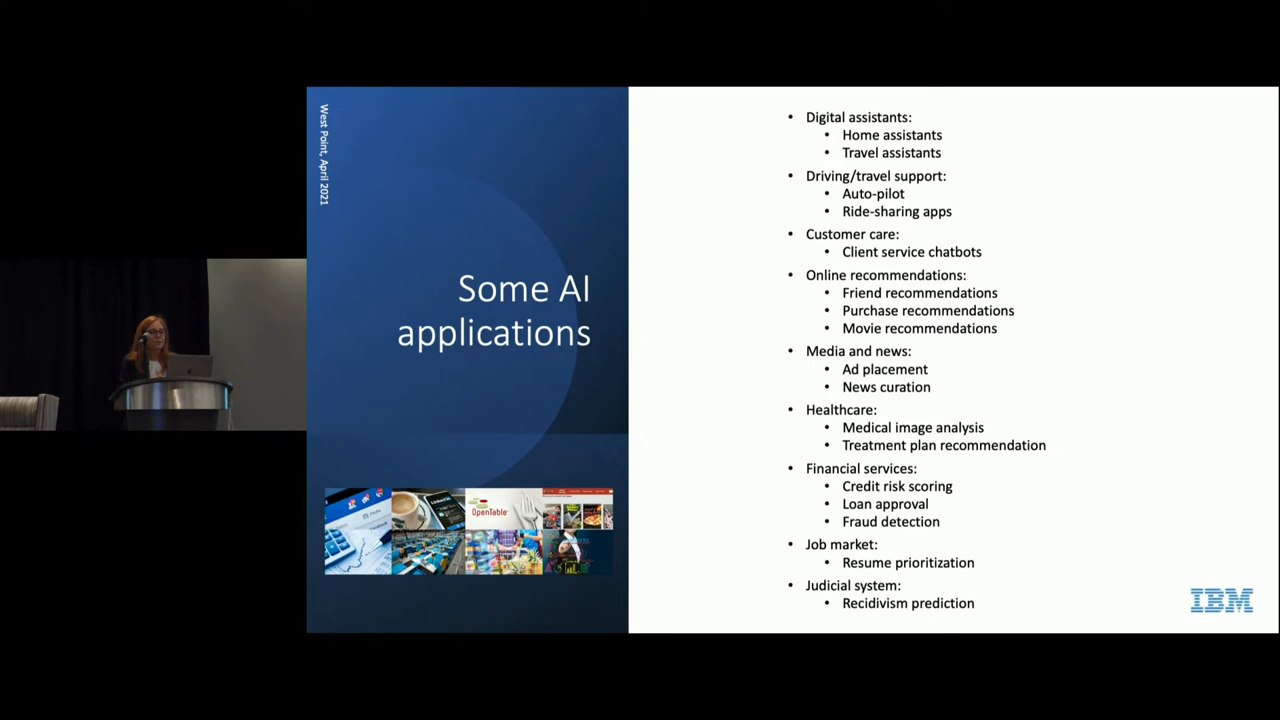 West Point, April 2021
Some AI
applications
OpenTable
• Digital assistants:
• Home assistants
• Travel assistants
• Driving/travel support:
• Auto-pilot
• Ride-sharing apps
• Customer care:
• Client service chatbots
• Online recommendations:
• Friend recommendations
• Purchase recommendations
• Movie recommendations
• Media and news:
• Ad placement
• News curation
• Healthcare:
• Medical image analysis
• Treatment plan recommendation
• Financial services:
• Credit risk scoring
• Loan approval
• Fraud detection
• Job market:
• Resume prioritization
• Judicial system:
• Recidivism prediction
IBM